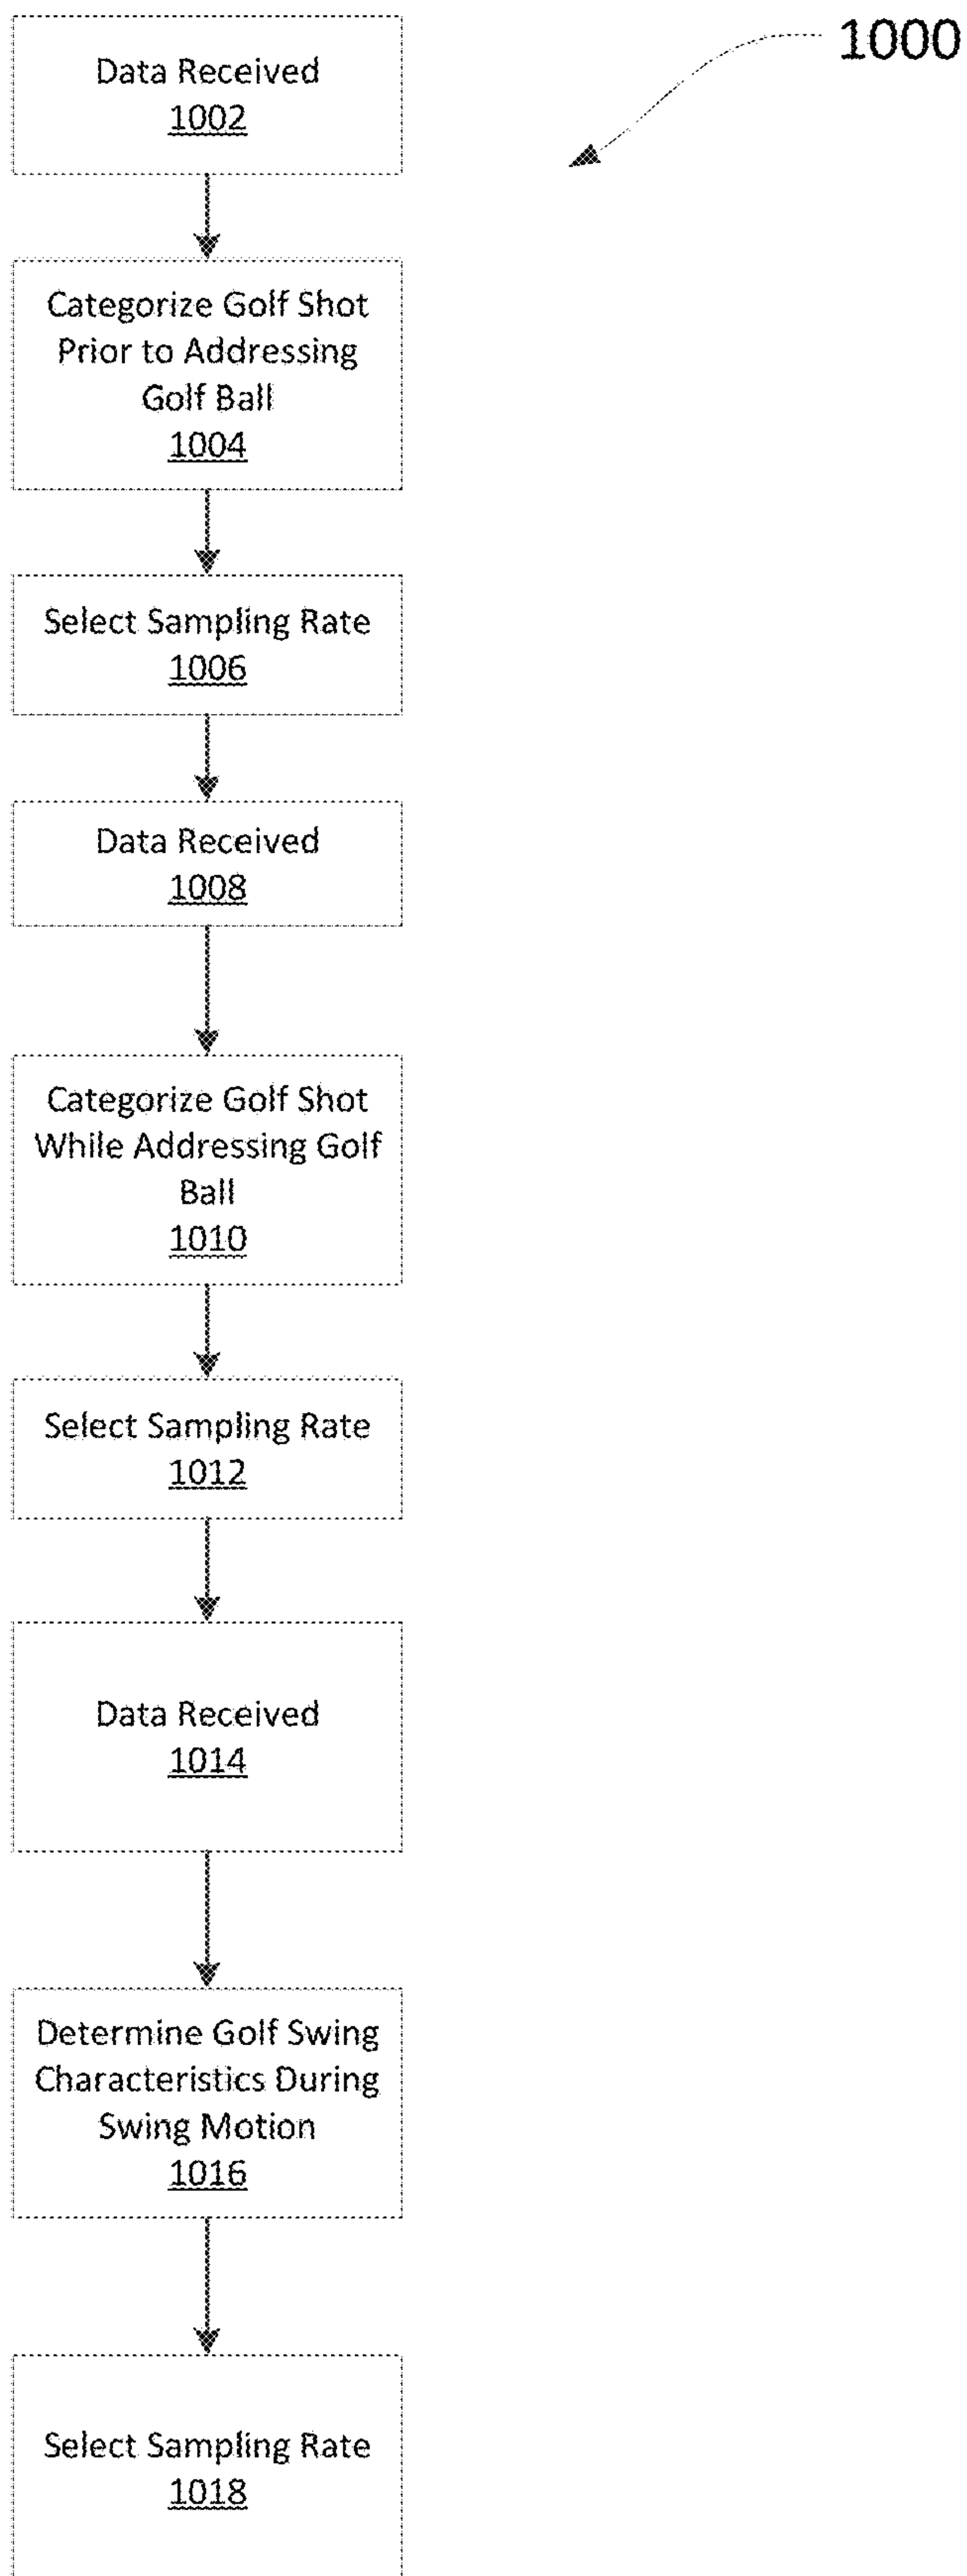 1000
Data Received
1002
Categorize Golf Shot
Prior to Addressing
Golf Ball
1004
Select Sampling Rate
1006
Data Received
1008
Categorize Golf Shot
While Addressing Golf
Ball
1010
Select Sampling Rate
1012
Data Received
1014
Determine Golf Swing
Characteristics During
Swing Motion
1016
Select Sampling Rate
1018